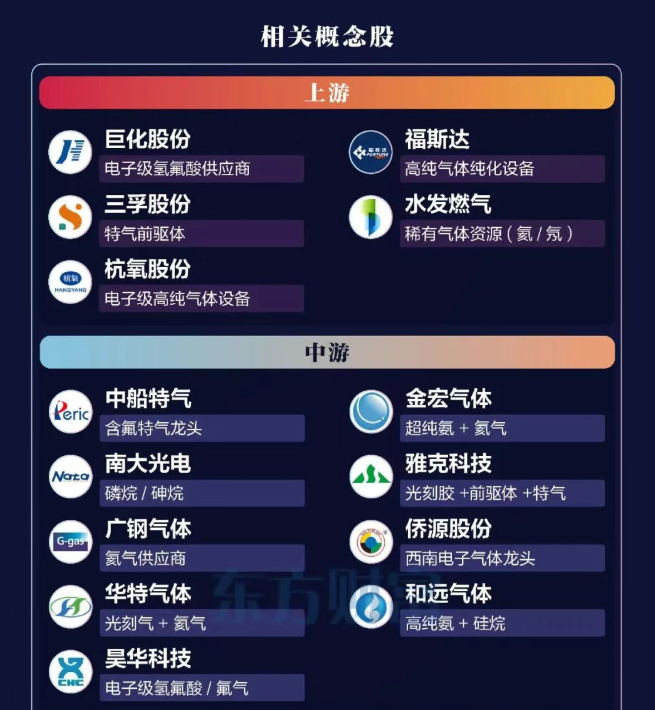 相关概念股
上游
巨化股份
电子级氢氟酸供应商
福斯达
高纯气体纯化设备
三孚股份
特气前驱体
水发燃气
稀有气体资源(氦/氖)
杭氧股份
电子级高纯气体设备
杭氧
HANGYANG
中游
Peric
中船特气
含氟特气龙头
金宏气体
超纯氨+氦气
Nata
南大光电
磷烷/砷烷
雅克科技
光刻胶+前驱体+特气
G-gas
广钢气体
氦气供应商
侨源股份
西南电子气体龙头
华特气体
光刻气+氦气
和远气体
高纯氨+硅烷
CHC
昊华科技
电子级氢氟酸/氟气
东方财富